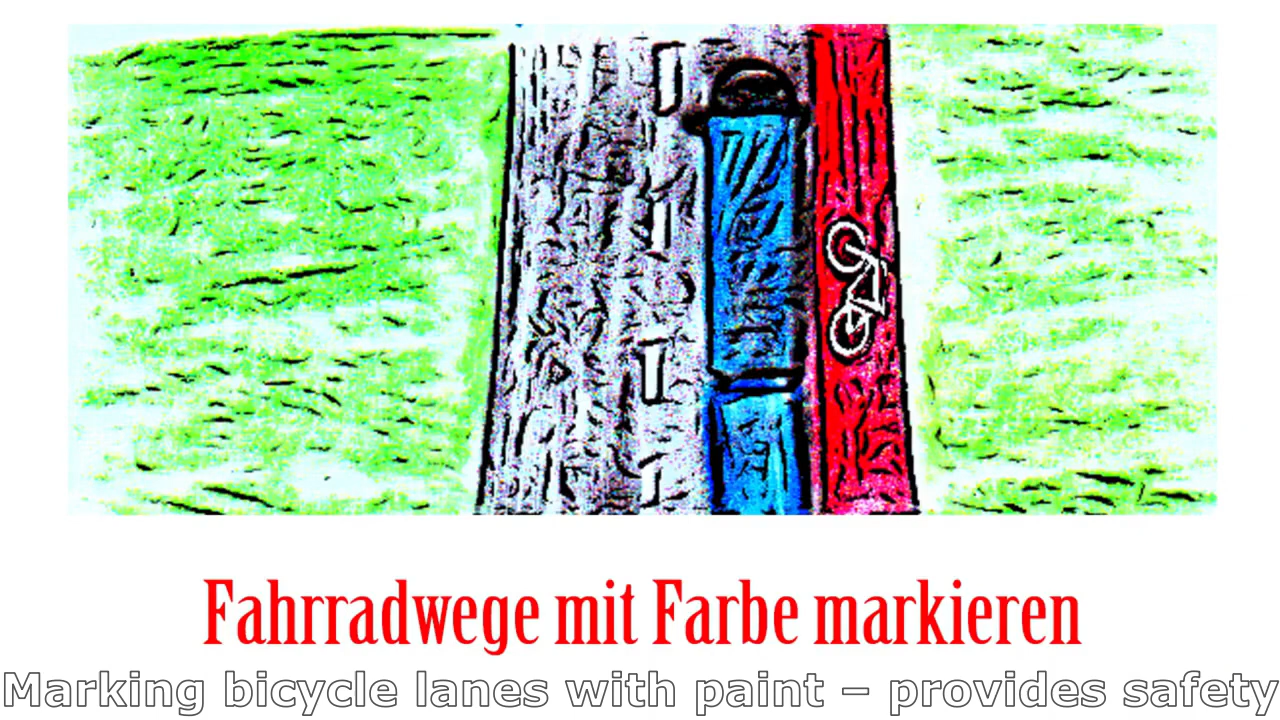 Fahrradwege mit Farbe markieren
Marking bicycle lanes with paint – provides safety